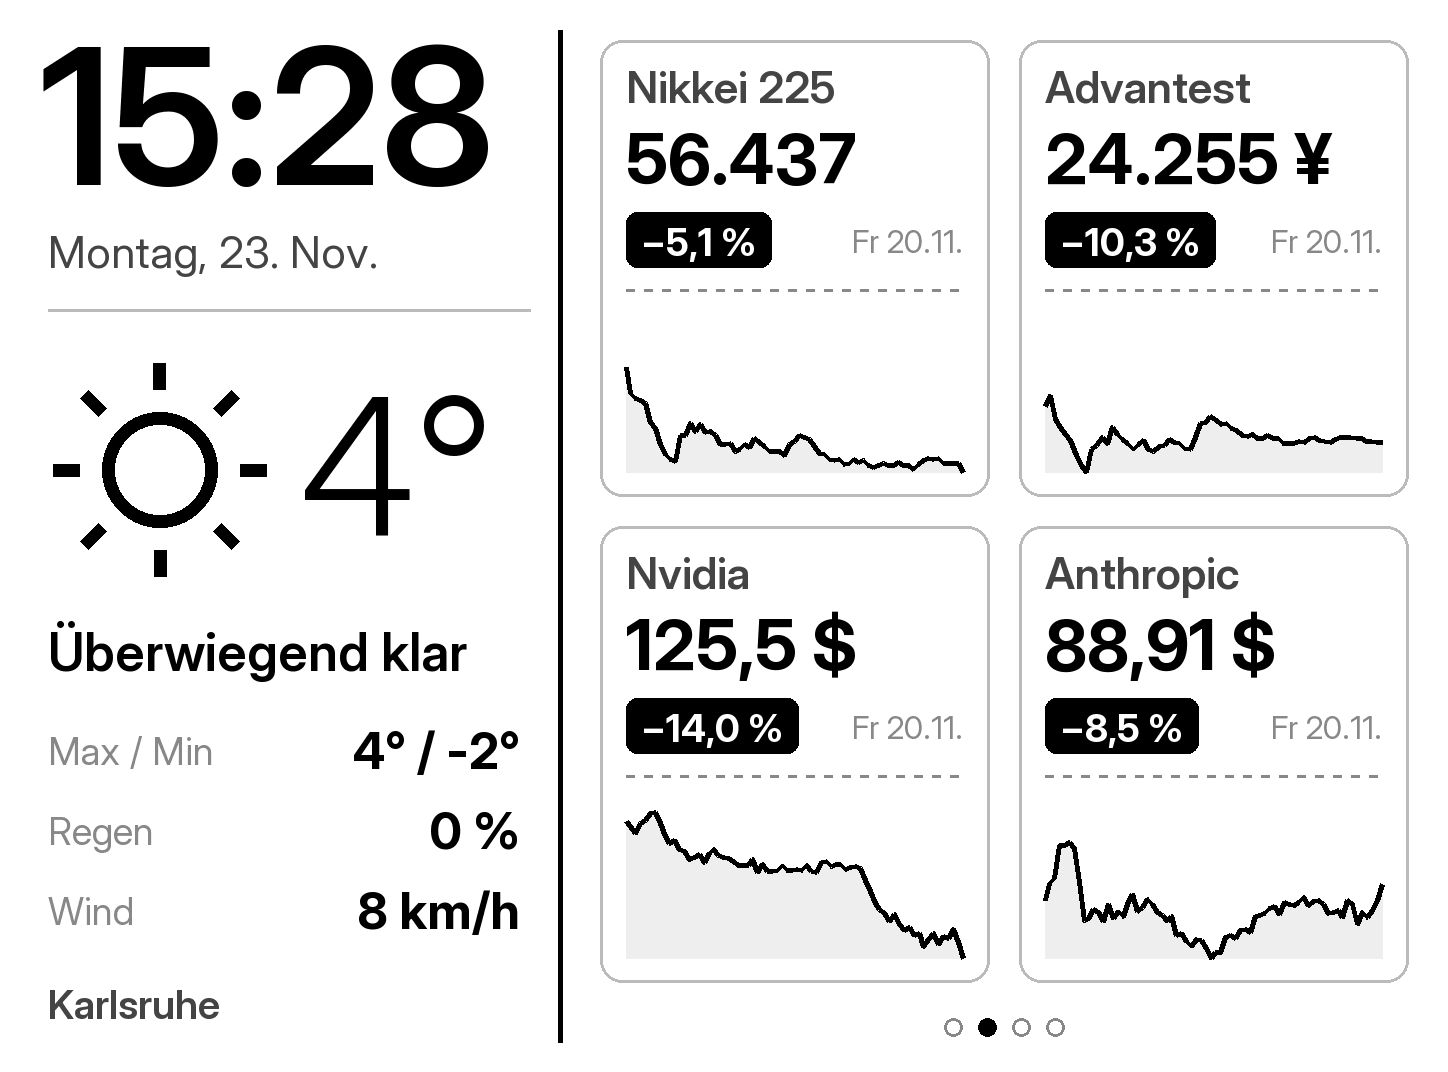 15:28
Montag, 23. Nov.
4°
Überwiegend klar
Max / Min 4° / -2°
Regen 0 %
Wind 8 km/h
Karlsruhe
Nikkei 225
56.437
−5,1 % Fr 20.11.
Advantest
24.255 ¥
−10,3 % Fr 20.11.
Nvidia
125,5 $
−14,0 % Fr 20.11.
Anthropic
88,91 $
−8,5 % Fr 20.11.